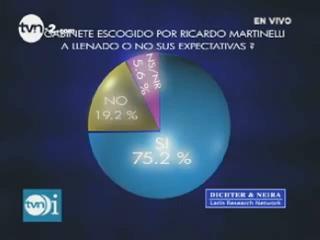 tvn-2.com
EN VIVO
GABINETE ESCOGIDO POR RICARDO MARTINELLI
A LLENADO O NO SUS EXPECTATIVAS ?
NS/NR
5.6 %
NO
19,2 %
SI
75.2 %
tvn i
DICHTER & NEIRA
Latin Research Network